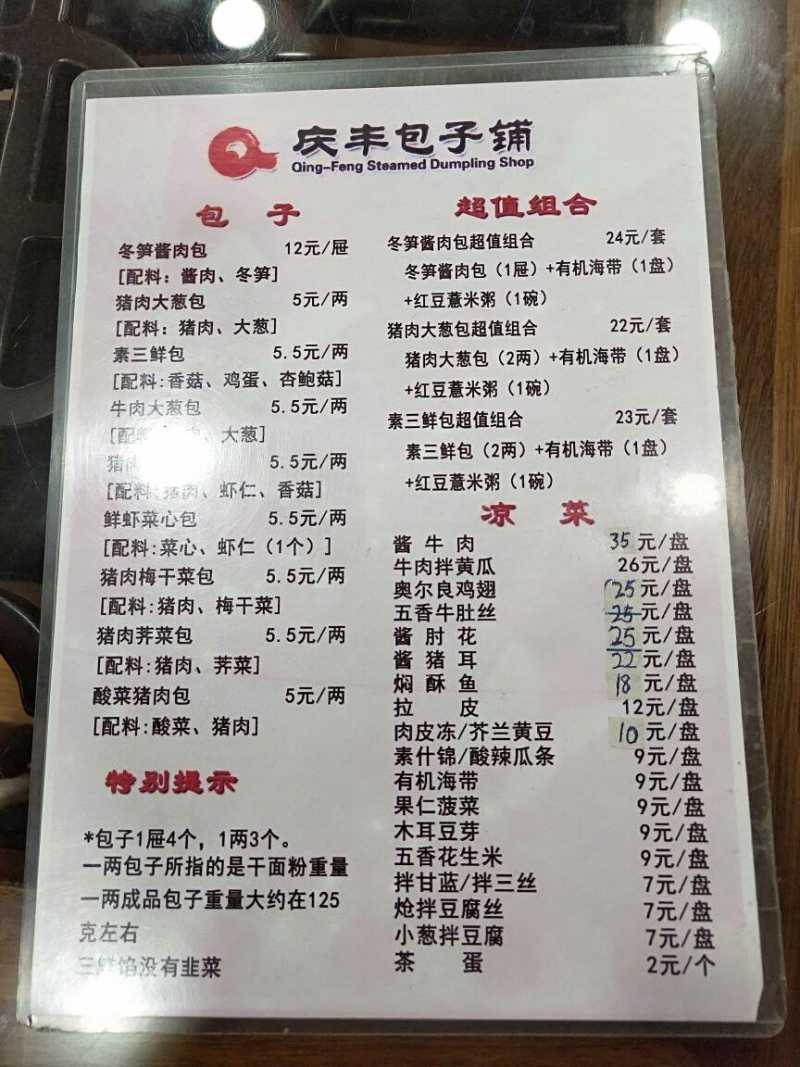 庆丰包子铺
Qing-Feng Steamed Dumpling Shop
包 子
冬笋酱肉包 12元/屉
[配料：酱肉、冬笋]
猪肉大葱包 5元/两
[配料：猪肉、大葱]
素三鲜包 5.5元/两
[配料:香菇、鸡蛋、杏鲍菇]
牛肉大葱包 5.5元/两
[配 、大葱]
猪 5.5元/两
[配料:猪肉、虾仁、香菇]
鲜虾菜心包 5.5元/两
[配料:菜心、虾仁（1个）]
猪肉梅干菜包 5.5元/两
[配料:猪肉、梅干菜]
猪肉荠菜包 5.5元/两
[配料:猪肉、荠菜]
酸菜猪肉包 5元/两
[配料:酸菜、猪肉]
特别提示
*包子1屉4个，1两3个。
一两包子所指的是干面粉重量
一两成品包子重量大约在125
克左右
三鲜馅没有韭菜
超值组合
冬笋酱肉包超值组合 24元/套
冬笋酱肉包（1屉）+有机海带（1盘）
+红豆薏米粥（1碗）
猪肉大葱包超值组合 22元/套
猪肉大葱包（2两）+有机海带（1盘）
+红豆薏米粥（1碗）
素三鲜包超值组合 23元/套
素三鲜包（2两）+有机海带（1盘）
+红豆薏米粥（1碗）
凉 菜
酱牛肉 35元/盘
牛肉拌黄瓜 26元/盘
奥尔良鸡翅 25元/盘
五香牛肚丝 25元/盘
酱肘花 25元/盘
酱猪耳 22元/盘
焖酥鱼 18元/盘
拉皮 12元/盘
肉皮冻/芥兰黄豆 10元/盘
素什锦/酸辣瓜条 9元/盘
有机海带 9元/盘
果仁菠菜 9元/盘
木耳豆芽 9元/盘
五香花生米 9元/盘
拌甘蓝/拌三丝 7元/盘
炝拌豆腐丝 7元/盘
小葱拌豆腐 7元/盘
茶蛋 2元/个